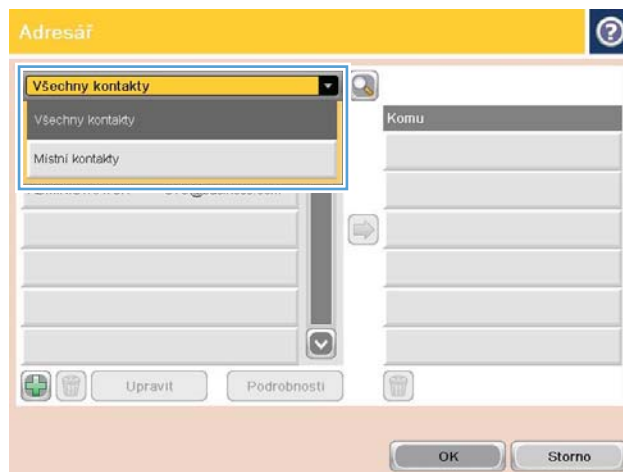 Adresář
Všechny kontakty
Všechny kontakty
Místní kontakty
Komu
Upravit
Podrobnosti
OK
Storno